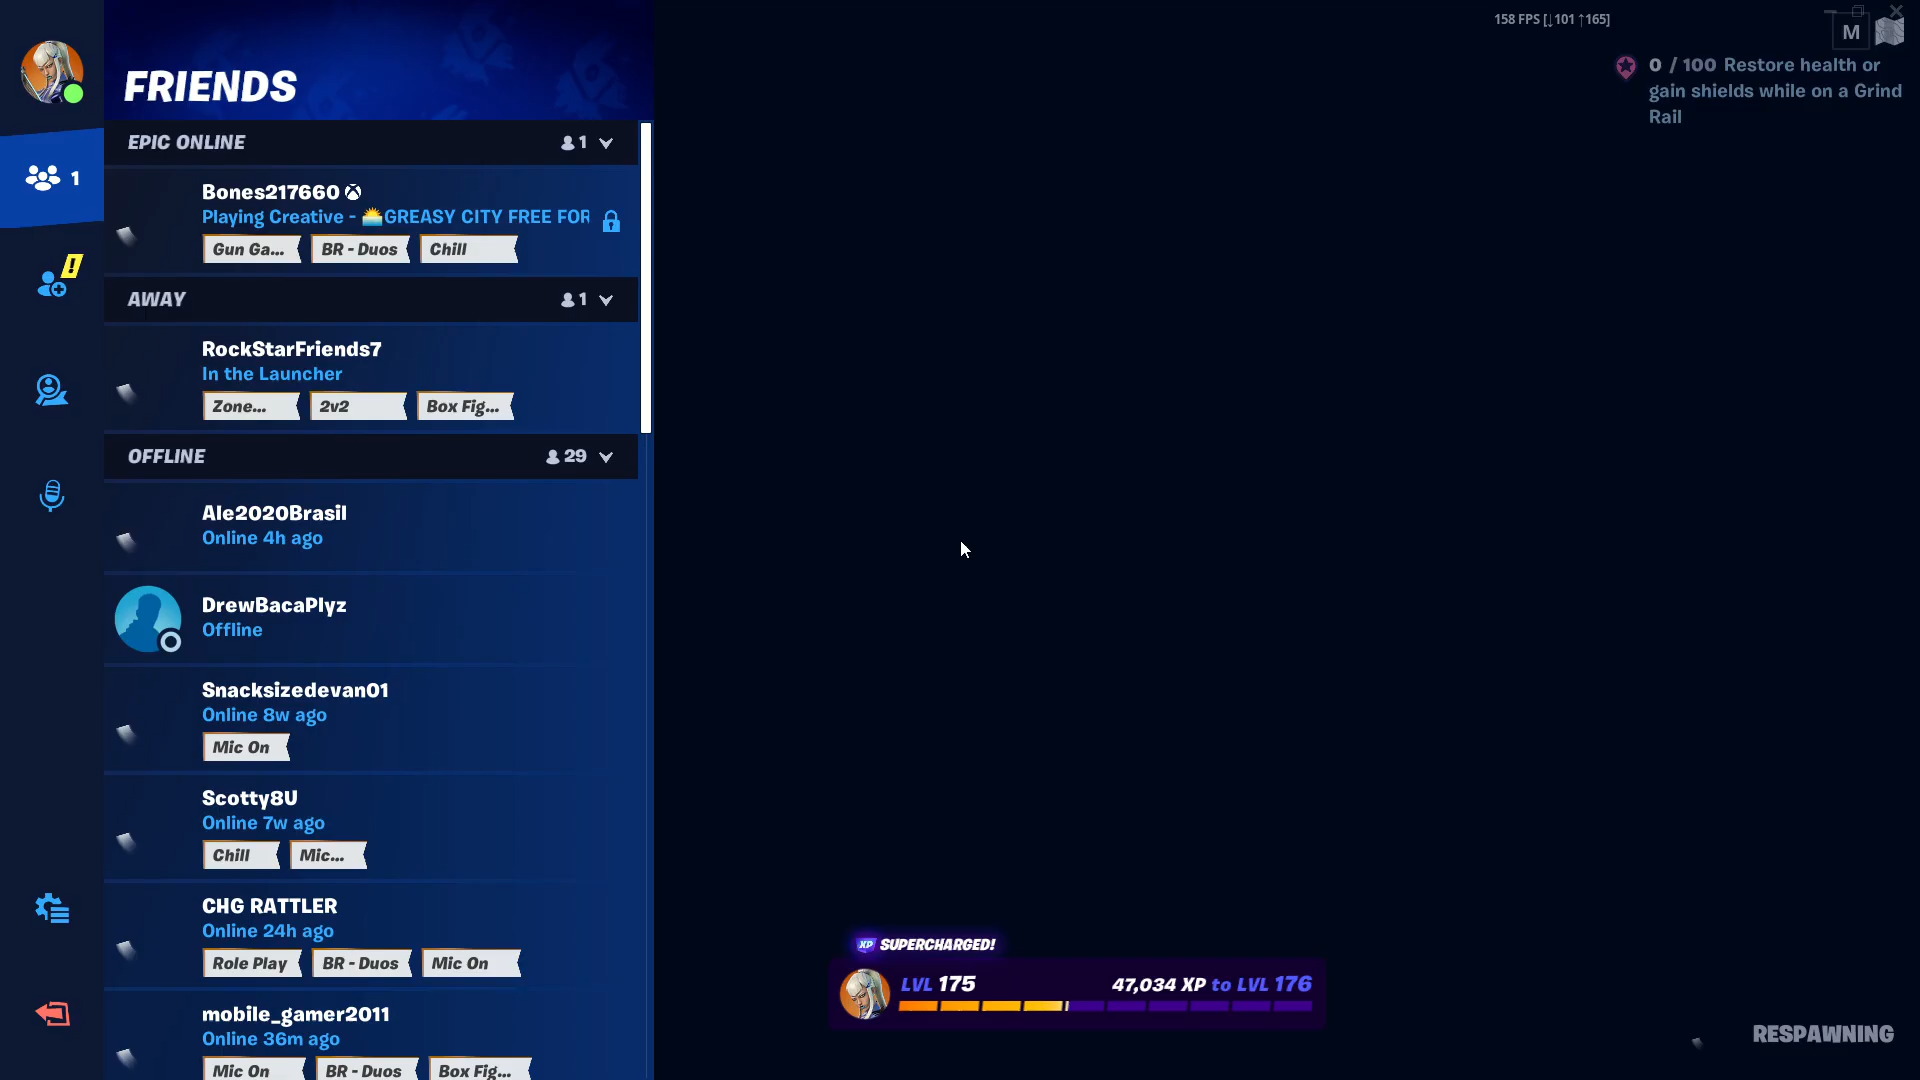 FRIENDS
1
EPIC ONLINE 1
Bones217660
Playing Creative - GREASY CITY FREE FOR
Gun Ga... BR - Duos Chill
AWAY 1
RockStarFriends7
In the Launcher
Zone... 2v2 Box Fig...
OFFLINE 29
Ale2020Brasil
Online 4h ago
DrewBacaPlyz
Offline
Snacksizedevan01
Online 8w ago
Mic On
Scotty8U
Online 7w ago
Chill Mic...
CHG RATTLER
Online 24h ago
Role Play BR - Duos Mic On
mobile_gamer2011
Online 36m ago
Mic On BR - Duos Box Fig...
158 FPS [↓101 ↑165]
M
0 / 100 Restore health or
gain shields while on a Grind
Rail
XP SUPERCHARGED!
LVL 175 47,034 XP to LVL 176
RESPAWNING